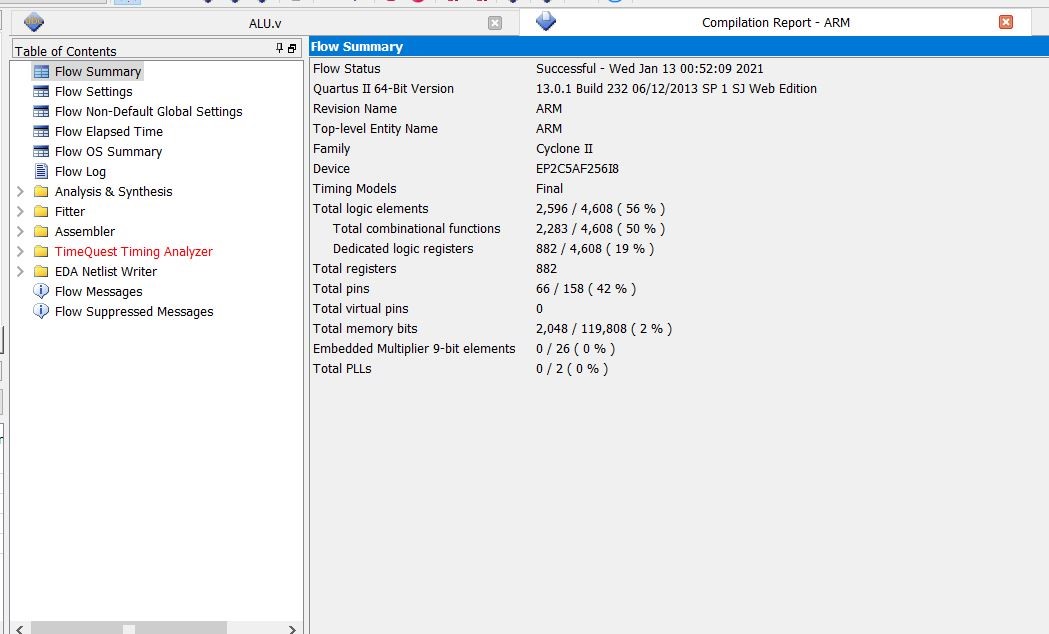 ALU.v
Compilation Report - ARM
Table of Contents
Flow Summary
Flow Settings
Flow Non-Default Global Settings
Flow Elapsed Time
Flow OS Summary
Flow Log
Analysis & Synthesis
Fitter
Assembler
TimeQuest Timing Analyzer
EDA Netlist Writer
Flow Messages
Flow Suppressed Messages
Flow Summary
Flow Status Successful - Wed Jan 13 00:52:09 2021
Quartus II 64-Bit Version 13.0.1 Build 232 06/12/2013 SP 1 SJ Web Edition
Revision Name ARM
Top-level Entity Name ARM
Family Cyclone II
Device EP2C5AF256I8
Timing Models Final
Total logic elements 2,596 / 4,608 ( 56 % )
Total combinational functions 2,283 / 4,608 ( 50 % )
Dedicated logic registers 882 / 4,608 ( 19 % )
Total registers 882
Total pins 66 / 158 ( 42 % )
Total virtual pins 0
Total memory bits 2,048 / 119,808 ( 2 % )
Embedded Multiplier 9-bit elements 0 / 26 ( 0 % )
Total PLLs 0 / 2 ( 0 % )